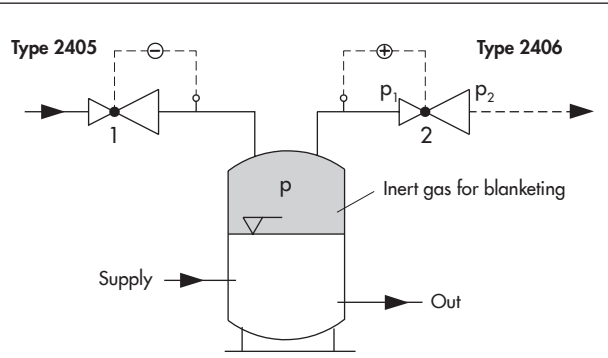 Type 2405
Type 2406
− +
p₁ p₂
1 2
p
Inert gas for blanketing
Supply
Out